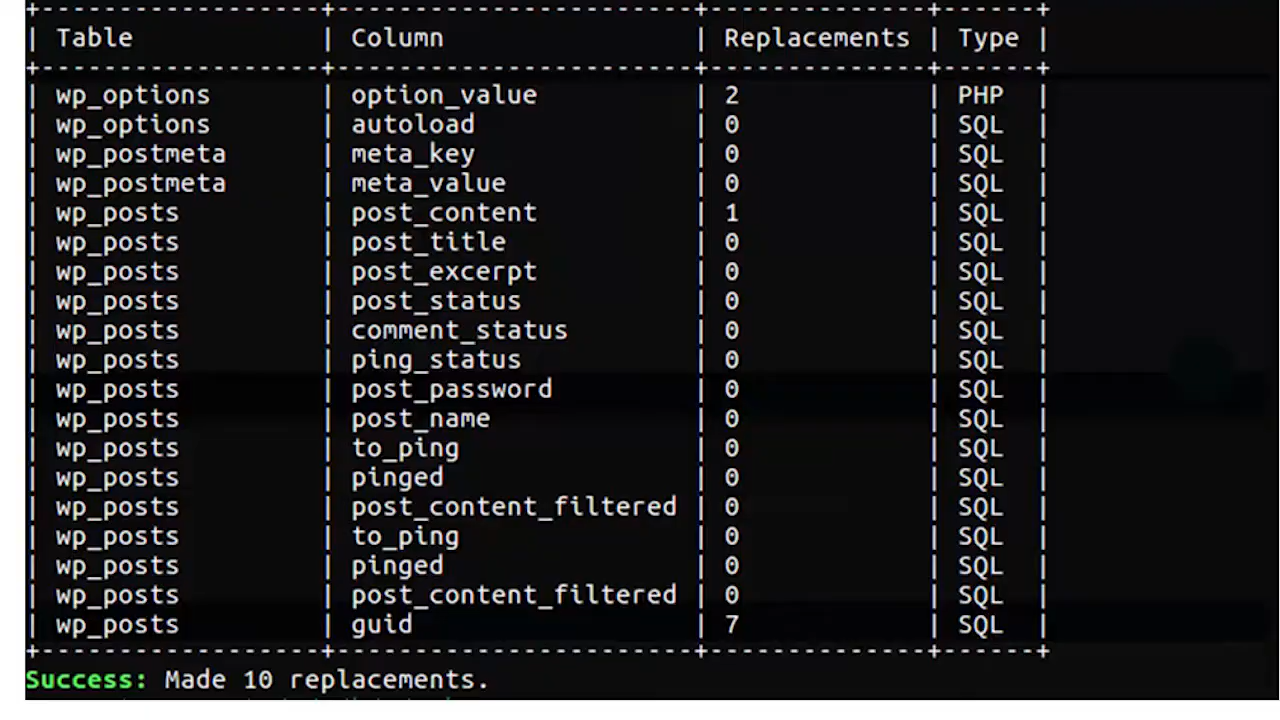 +-------------------+------------------------+--------------+------+
| Table | Column | Replacements | Type |
+-------------------+------------------------+--------------+------+
| wp_options | option_value | 2 | PHP |
| wp_options | autoload | 0 | SQL |
| wp_postmeta | meta_key | 0 | SQL |
| wp_postmeta | meta_value | 0 | SQL |
| wp_posts | post_content | 1 | SQL |
| wp_posts | post_title | 0 | SQL |
| wp_posts | post_excerpt | 0 | SQL |
| wp_posts | post_status | 0 | SQL |
| wp_posts | comment_status | 0 | SQL |
| wp_posts | ping_status | 0 | SQL |
| wp_posts | post_password | 0 | SQL |
| wp_posts | post_name | 0 | SQL |
| wp_posts | to_ping | 0 | SQL |
| wp_posts | pinged | 0 | SQL |
| wp_posts | post_content_filtered | 0 | SQL |
| wp_posts | to_ping | 0 | SQL |
| wp_posts | pinged | 0 | SQL |
| wp_posts | post_content_filtered | 0 | SQL |
| wp_posts | guid | 7 | SQL |
+-------------------+------------------------+--------------+------+
Success: Made 10 replacements.